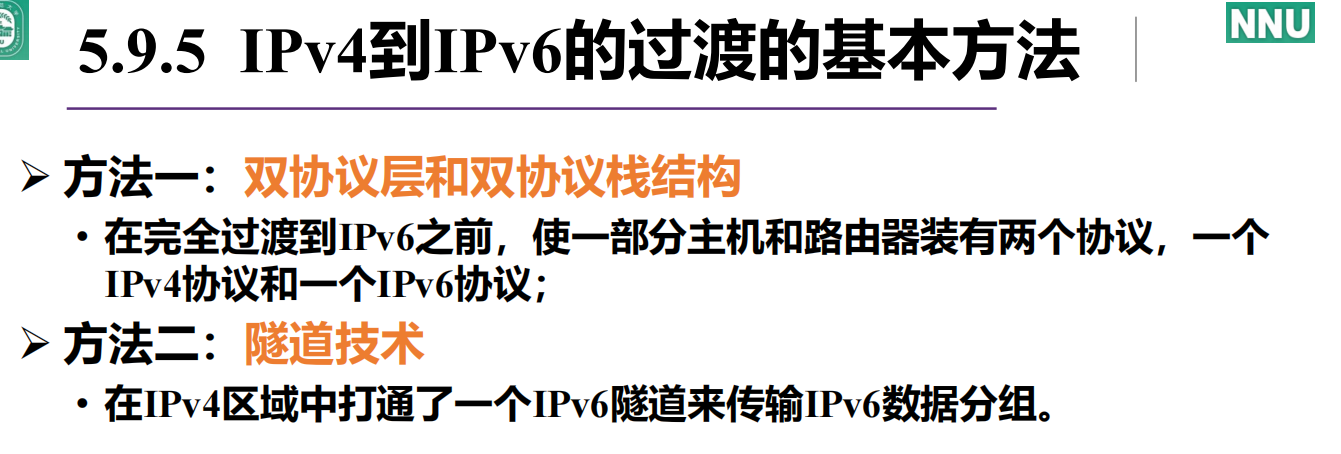 NNU
5.9.5 IPv4到IPv6的过渡的基本方法
➢ 方法一：双协议层和双协议栈结构
• 在完全过渡到IPv6之前，使一部分主机和路由器装有两个协议，一个
IPv4协议和一个IPv6协议；
➢ 方法二：隧道技术
• 在IPv4区域中打通了一个IPv6隧道来传输IPv6数据分组。